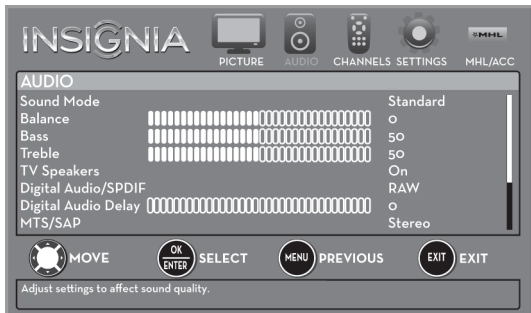 INSIGNIA
PICTURE AUDIO CHANNELS SETTINGS MHL/ACC
MHL
AUDIO
Sound Mode Standard
Balance 0
Bass 50
Treble 50
TV Speakers On
Digital Audio/SPDIF RAW
Digital Audio Delay 0
MTS/SAP Stereo
MOVE OK ENTER SELECT MENU PREVIOUS EXIT EXIT
Adjust settings to affect sound quality.